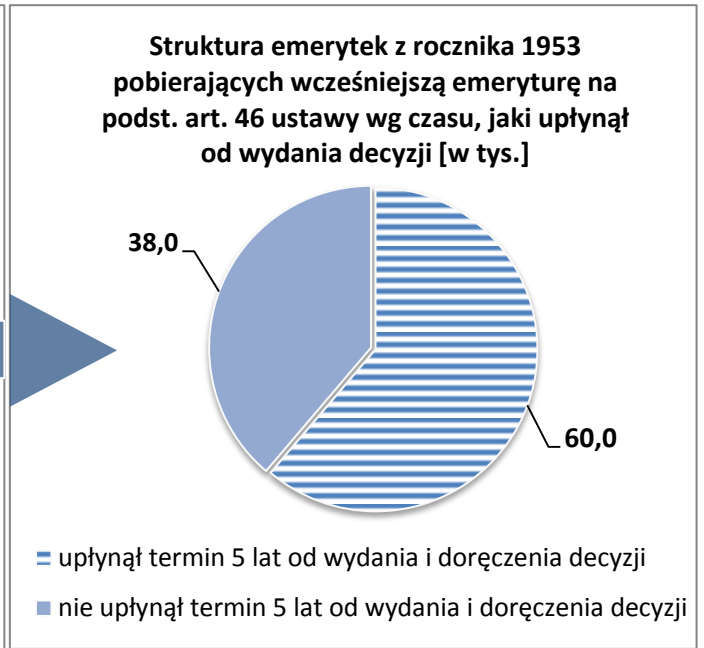 Struktura emerytek z rocznika 1953
pobierających wcześniejszą emeryturę na
podst. art. 46 ustawy wg czasu, jaki upłynął
od wydania decyzji [w tys.]
38,0
60,0
upłynął termin 5 lat od wydania i doręczenia decyzji
nie upłynął termin 5 lat od wydania i doręczenia decyzji